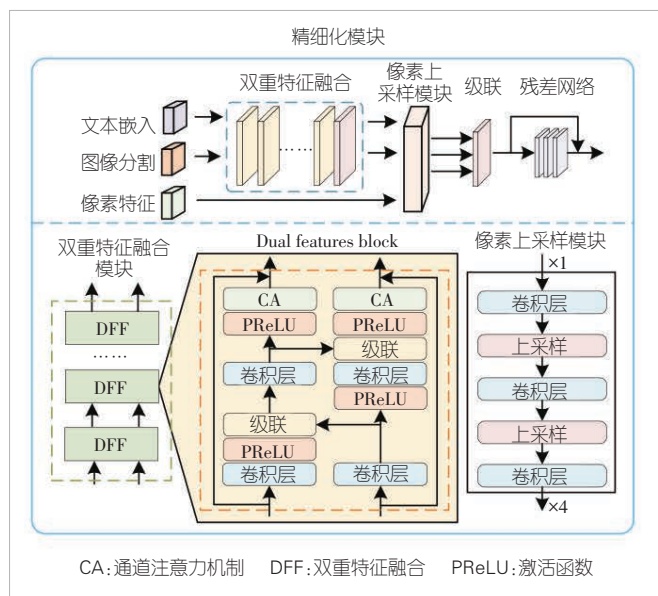 精细化模块
双重特征融合
像素上
采样模块
级联
残差网络
文本嵌入
图像分割
像素特征
……
双重特征融合
模块
DFF
……
DFF
DFF
Dual features block
CA
PReLU
卷积层
级联
PReLU
卷积层
CA
PReLU
级联
卷积层
PReLU
卷积层
像素上采样模块
×1
卷积层
上采样
卷积层
上采样
卷积层
×4
CA:通道注意力机制 DFF:双重特征融合 PReLU:激活函数